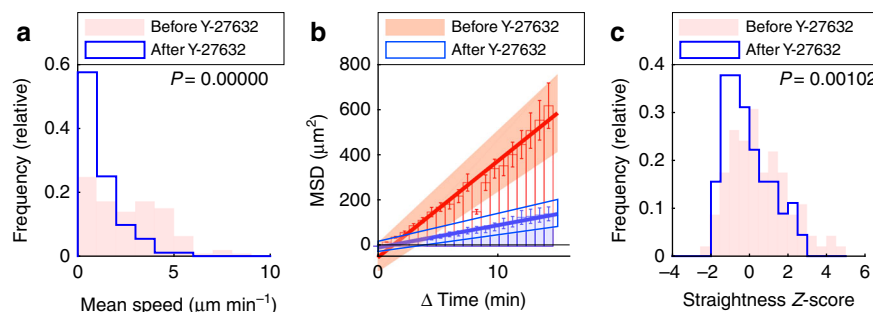 a
Before Y-27632
After Y-27632
P = 0.00000
Frequency (relative)
0.6
0.4
0.2
0
0
5
10
Mean speed (μm min⁻¹)
b
Before Y-27632
After Y-27632
MSD (μm²)
800
600
400
200
0
0
10
Δ Time (min)
c
Before Y-27632
After Y-27632
P = 0.00102
Frequency (relative)
0.4
0.3
0.2
0.1
0
−4
−2
0
2
4
6
Straightness Z-score